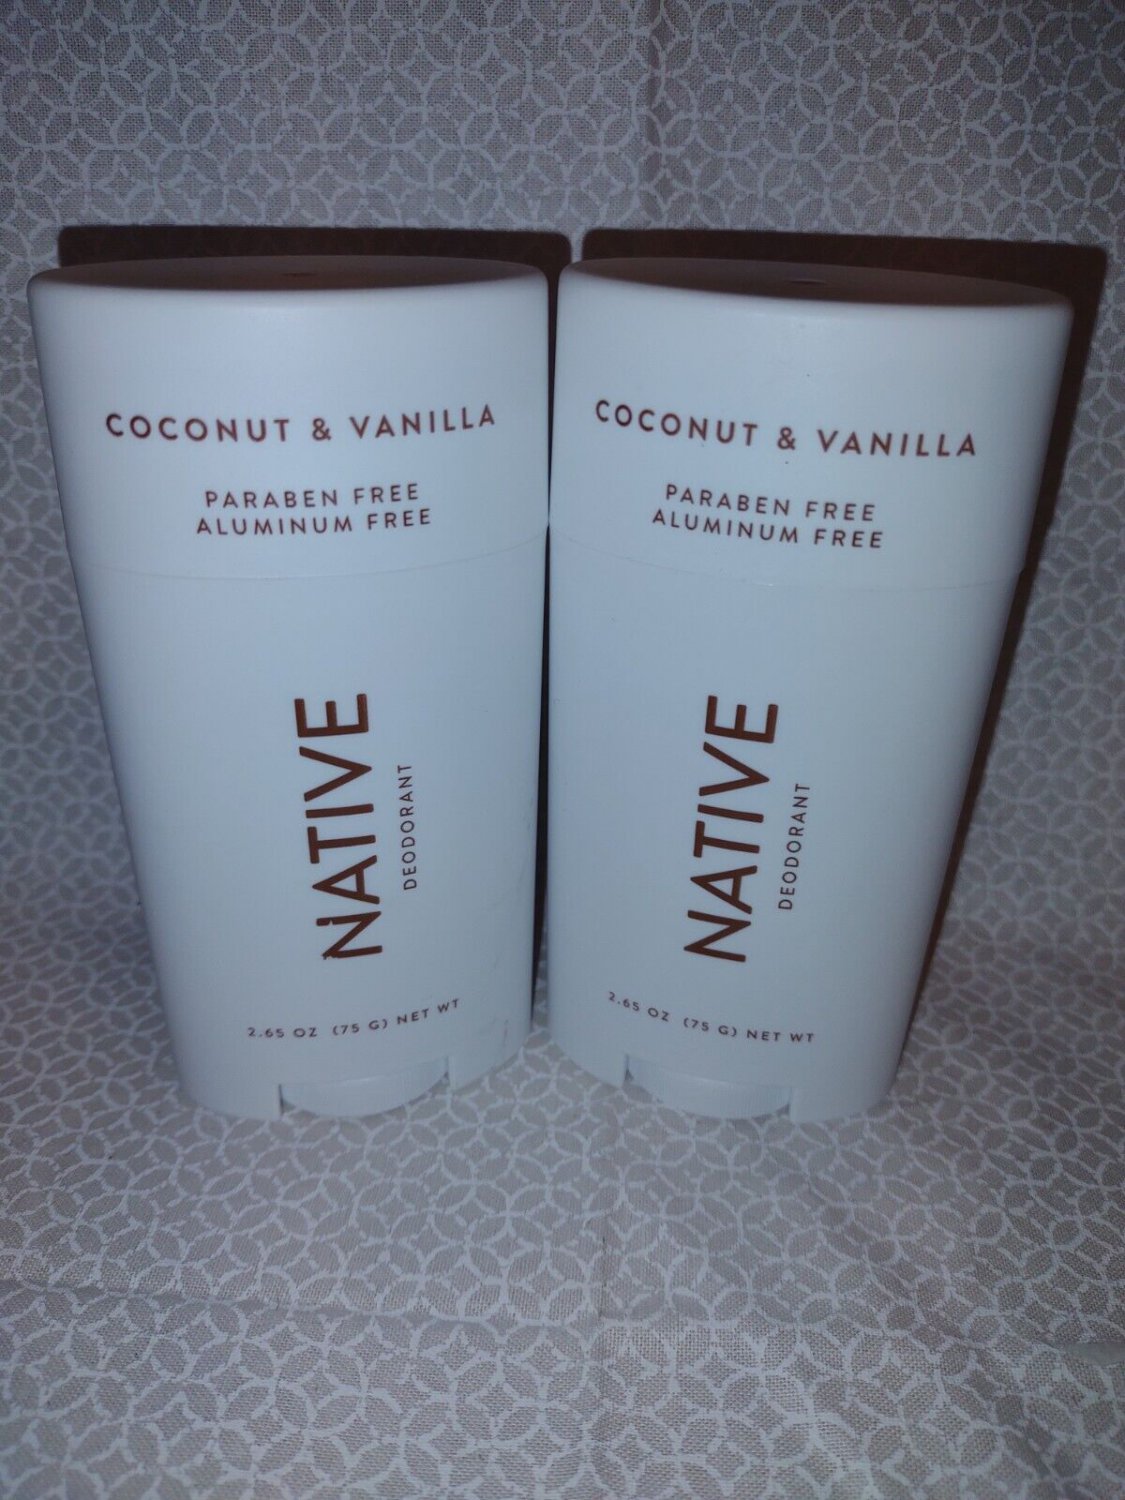 COCONUT & VANILLA
PARABEN FREE
ALUMINUM FREE
NATIVE
DEODORANT
2.65 OZ (75 G) NET WT
COCONUT & VANILLA
PARABEN FREE
ALUMINUM FREE
NATIVE
DEODORANT
2.65 OZ (75 G) NET WT